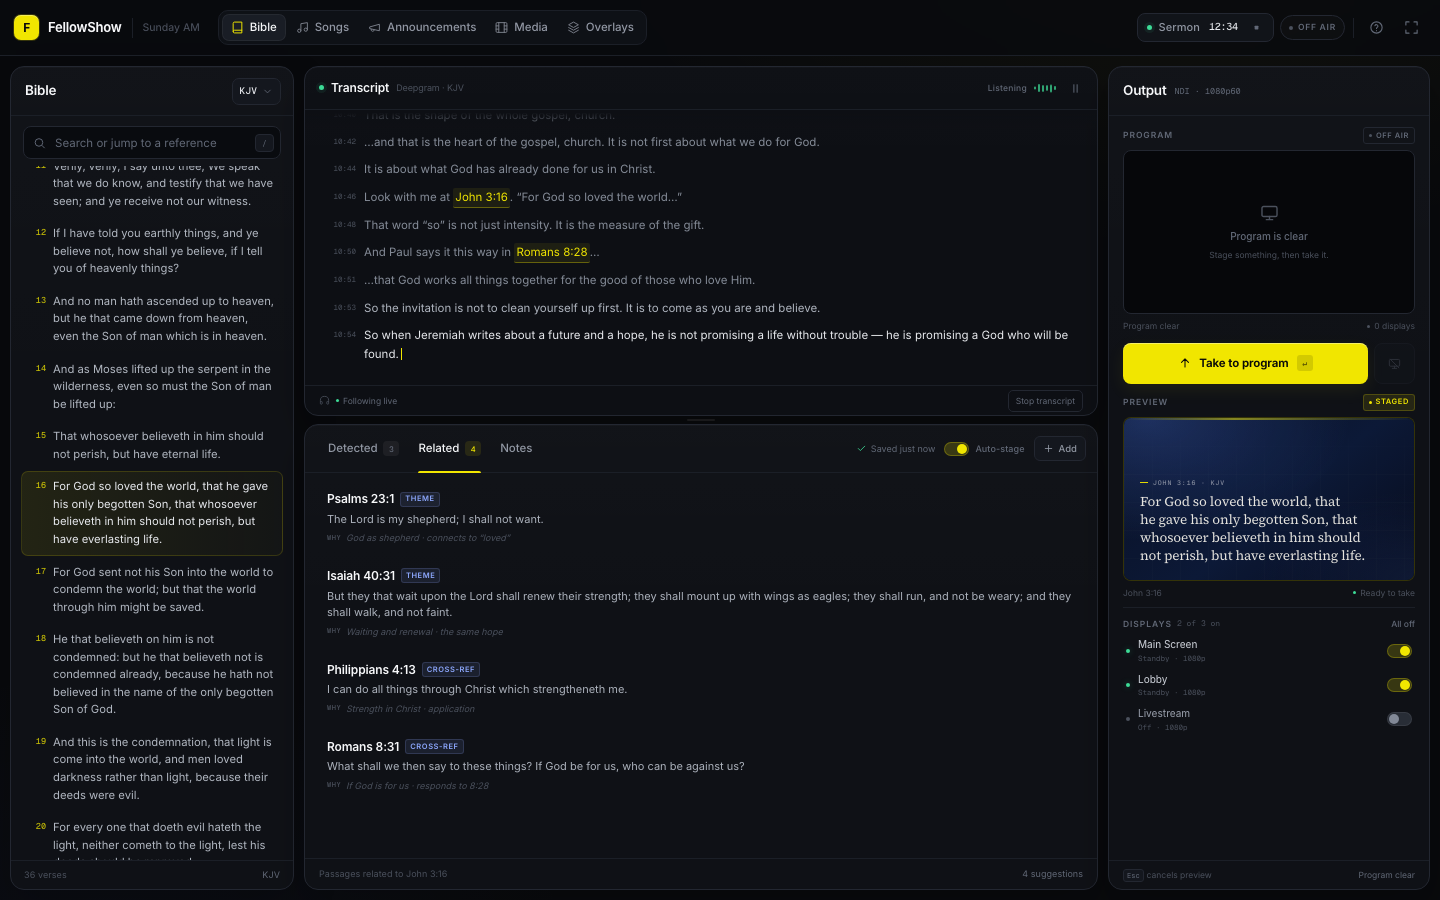 F FellowShow Sunday AM Bible Songs Announcements Media Overlays Sermon 12:34 OFF AIR
Bible KJV
Search or jump to a reference /
11 Verily, verily, I say unto thee, We speak
that we do know, and testify that we have
seen; and ye receive not our witness.
12 If I have told you earthly things, and ye
believe not, how shall ye believe, if I tell
you of heavenly things?
13 And no man hath ascended up to heaven,
but he that came down from heaven,
even the Son of man which is in heaven.
14 And as Moses lifted up the serpent in the
wilderness, even so must the Son of man
be lifted up:
15 That whosoever believeth in him should
not perish, but have eternal life.
16 For God so loved the world, that he gave
his only begotten Son, that whosoever
believeth in him should not perish, but
have everlasting life.
17 For God sent not his Son into the world to
condemn the world; but that the world
through him might be saved.
18 He that believeth on him is not
condemned: but he that believeth not is
condemned already, because he hath not
believed in the name of the only begotten
Son of God.
19 And this is the condemnation, that light is
come into the world, and men loved
darkness rather than light, because their
deeds were evil.
20 For every one that doeth evil hateth the
light, neither cometh to the light, lest his
36 verses KJV
Transcript Deepgram · KJV Listening
That is the shape of the whole gospel, church.
10:42 …and that is the heart of the gospel, church. It is not first about what we do for God.
10:44 It is about what God has already done for us in Christ.
10:46 Look with me at John 3:16. “For God so loved the world…”
10:48 That word “so” is not just intensity. It is the measure of the gift.
10:50 And Paul says it this way in Romans 8:28…
10:51 …that God works all things together for the good of those who love Him.
10:53 So the invitation is not to clean yourself up first. It is to come as you are and believe.
10:54 So when Jeremiah writes about a future and a hope, he is not promising a life without trouble — he is promising a God who will be
found.
Following live Stop transcript
Detected 3 Related 4 Notes Saved just now Auto-stage + Add
Psalms 23:1 THEME
The Lord is my shepherd; I shall not want.
WHY God as shepherd · connects to “loved”
Isaiah 40:31 THEME
But they that wait upon the Lord shall renew their strength; they shall mount up with wings as eagles; they shall run, and not be weary; and they
shall walk, and not faint.
WHY Waiting and renewal · the same hope
Philippians 4:13 CROSS-REF
I can do all things through Christ which strengtheneth me.
WHY Strength in Christ · application
Romans 8:31 CROSS-REF
What shall we then say to these things? If God be for us, who can be against us?
WHY If God is for us · responds to 8:28
Passages related to John 3:16 4 suggestions
Output NDI · 1080p60
PROGRAM OFF AIR
Program is clear
Stage something, then take it.
Program clear 0 displays
↑ Take to program ↵
PREVIEW STAGED
JOHN 3:16 · KJV
For God so loved the world, that
he gave his only begotten Son, that
whosoever believeth in him should
not perish, but have everlasting life.
John 3:16 Ready to take
DISPLAYS 2 of 3 on All off
Main Screen
Standby · 1080p
Lobby
Standby · 1080p
Livestream
Off · 1080p
Esc cancels preview Program clear